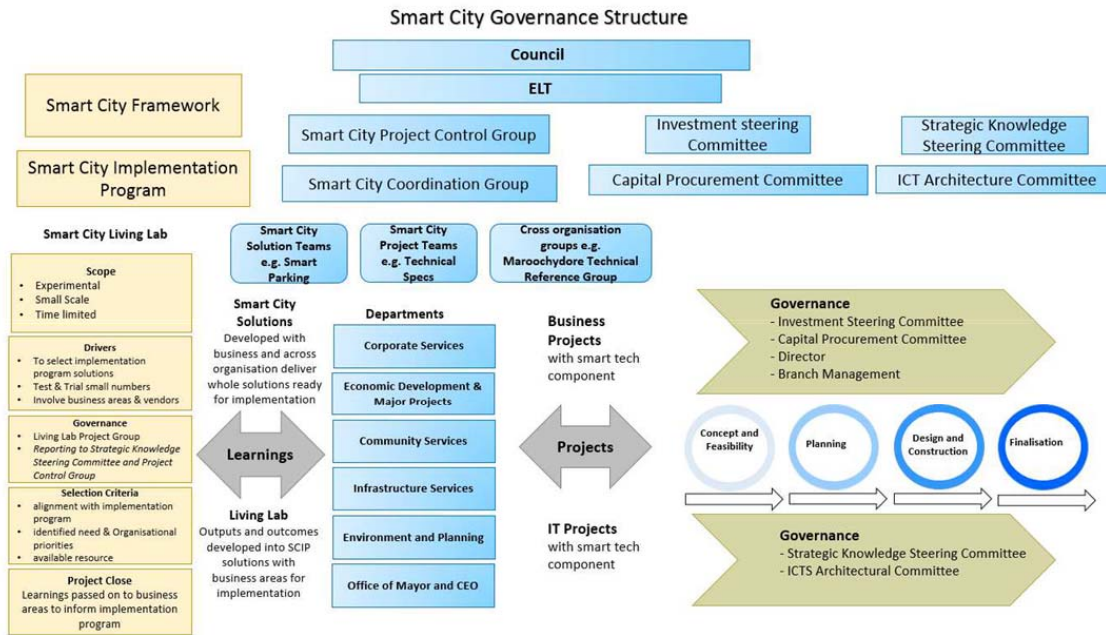 Smart City Governance Structure
Council
ELT
Smart City Framework
Smart City Project Control Group
Investment steering
Committee
Strategic Knowledge
Steering Committee
Smart City Implementation
Program
Smart City Coordination Group
Capital Procurement Committee
ICT Architecture Committee
Smart City Living Lab
Scope
• Experimental
• Small Scale
• Time limited
Drivers
• To select implementation
program solutions
• Test & Trial small numbers
• Involve business areas & vendors
Governance
• Living Lab Project Group
• Reporting to Strategic Knowledge
Steering Committee and Project
Control Group
Selection Criteria
• alignment with implementation
program
• identified need & Organisational
priorities
• available resource
Project Close
Learnings passed on to business
areas to inform implementation
program
Smart City
Solution Teams
e.g. Smart
Parking
Smart City
Project Teams
e.g. Technical
Specs
Cross organisation
groups e.g.
Maroochydore Technical
Reference Group
Smart City
Solutions
Developed with
business and across
organisation deliver
whole solutions ready
for implementation
Learnings
Living Lab
Outputs and outcomes
developed into SCIP
solutions with
business areas for
implementation
Departments
Corporate Services
Economic Development &
Major Projects
Community Services
Infrastructure Services
Environment and Planning
Office of Mayor and CEO
Business
Projects
with smart tech
component
Projects
IT Projects
with smart tech
component
Governance
- Investment Steering Committee
- Capital Procurement Committee
- Director
- Branch Management
Concept and
Feasibility
Planning
Design and
Construction
Finalisation
Governance
- Strategic Knowledge Steering Committee
- ICTS Architectural Committee